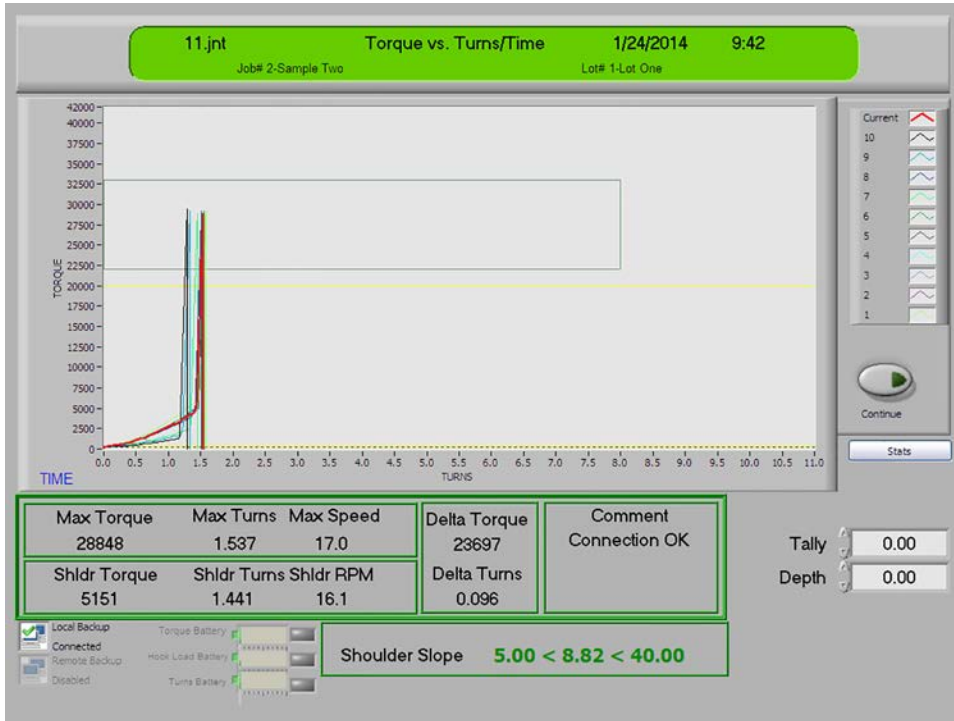 11.jnt Torque vs. Turns/Time 1/24/2014 9:42
Job# 2-Sample Two Lot# 1-Lot One
42000
40000
37500
35000
32500
30000
27500
25000
22500
20000
17500
15000
12500
10000
7500
5000
2500
0
TORQUE
0.0 0.5 1.0 1.5 2.0 2.5 3.0 3.5 4.0 4.5 5.0 5.5 6.0 6.5 7.0 7.5 8.0 8.5 9.0 9.5 10.0 10.5 11.0
TIME TURNS
Current
10
9
8
7
6
5
4
3
2
1
Continue
Stats
Max Torque Max Turns Max Speed
28848 1.537 17.0
Shldr Torque Shldr Turns Shldr RPM
5151 1.441 16.1
Delta Torque
23697
Delta Turns
0.096
Comment
Connection OK
Tally 0.00
Depth 0.00
Local Backup
Connected
Remote Backup
Disabled
Torque Battery
Hook Load Battery
Turns Battery
Shoulder Slope 5.00 < 8.82 < 40.00